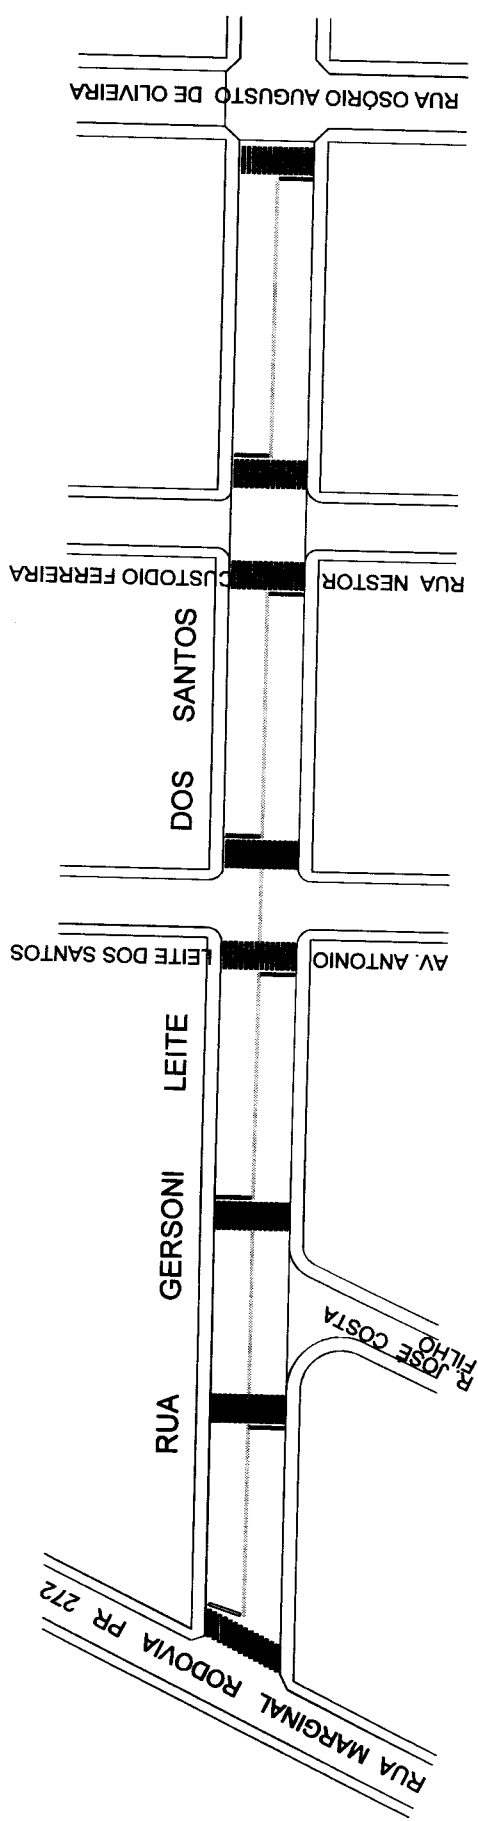 RUA OSÓRIO AUGUSTO DE OLIVEIRA
RUA NESTOR CUSTODIO FERREIRA
AV. ANTONIO LEITE DOS SANTOS
RUA GERSONI LEITE DOS SANTOS
R. JOSÉ COSTA
FILHO
RUA MARGINAL RODOVIA PR 272